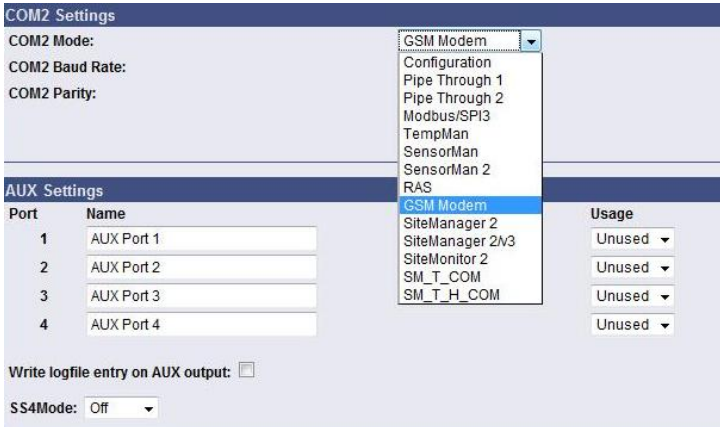 COM2 Settings
COM2 Mode:
GSM Modem
COM2 Baud Rate:
COM2 Parity:
Configuration
Pipe Through 1
Pipe Through 2
Modbus/SPI3
TempMan
SensorMan
SensorMan 2
RAS
GSM Modem
SiteManager 2
SiteManager 2/v3
SiteMonitor 2
SM_T_COM
SM_T_H_COM
AUX Settings
Port Name Usage
1 AUX Port 1 Unused
2 AUX Port 2 Unused
3 AUX Port 3 Unused
4 AUX Port 4 Unused
Write logfile entry on AUX output:
SS4Mode: Off